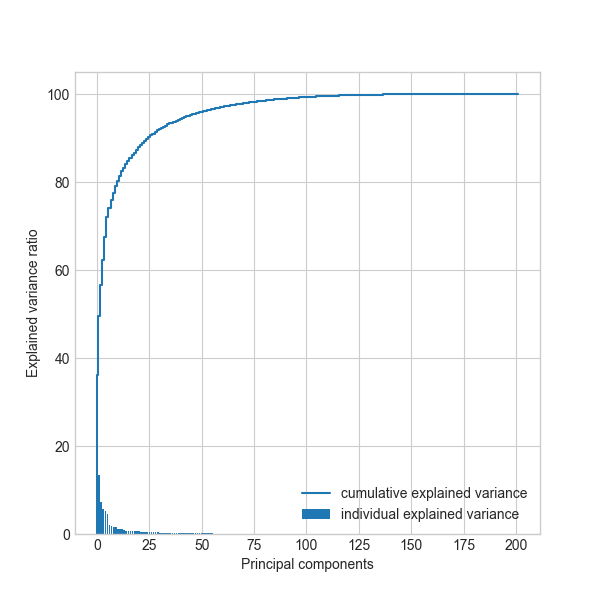 100
80
60
40
20
0
Explained variance ratio
cumulative explained variance
individual explained variance
0 25 50 75 100 125 150 175 200
Principal components